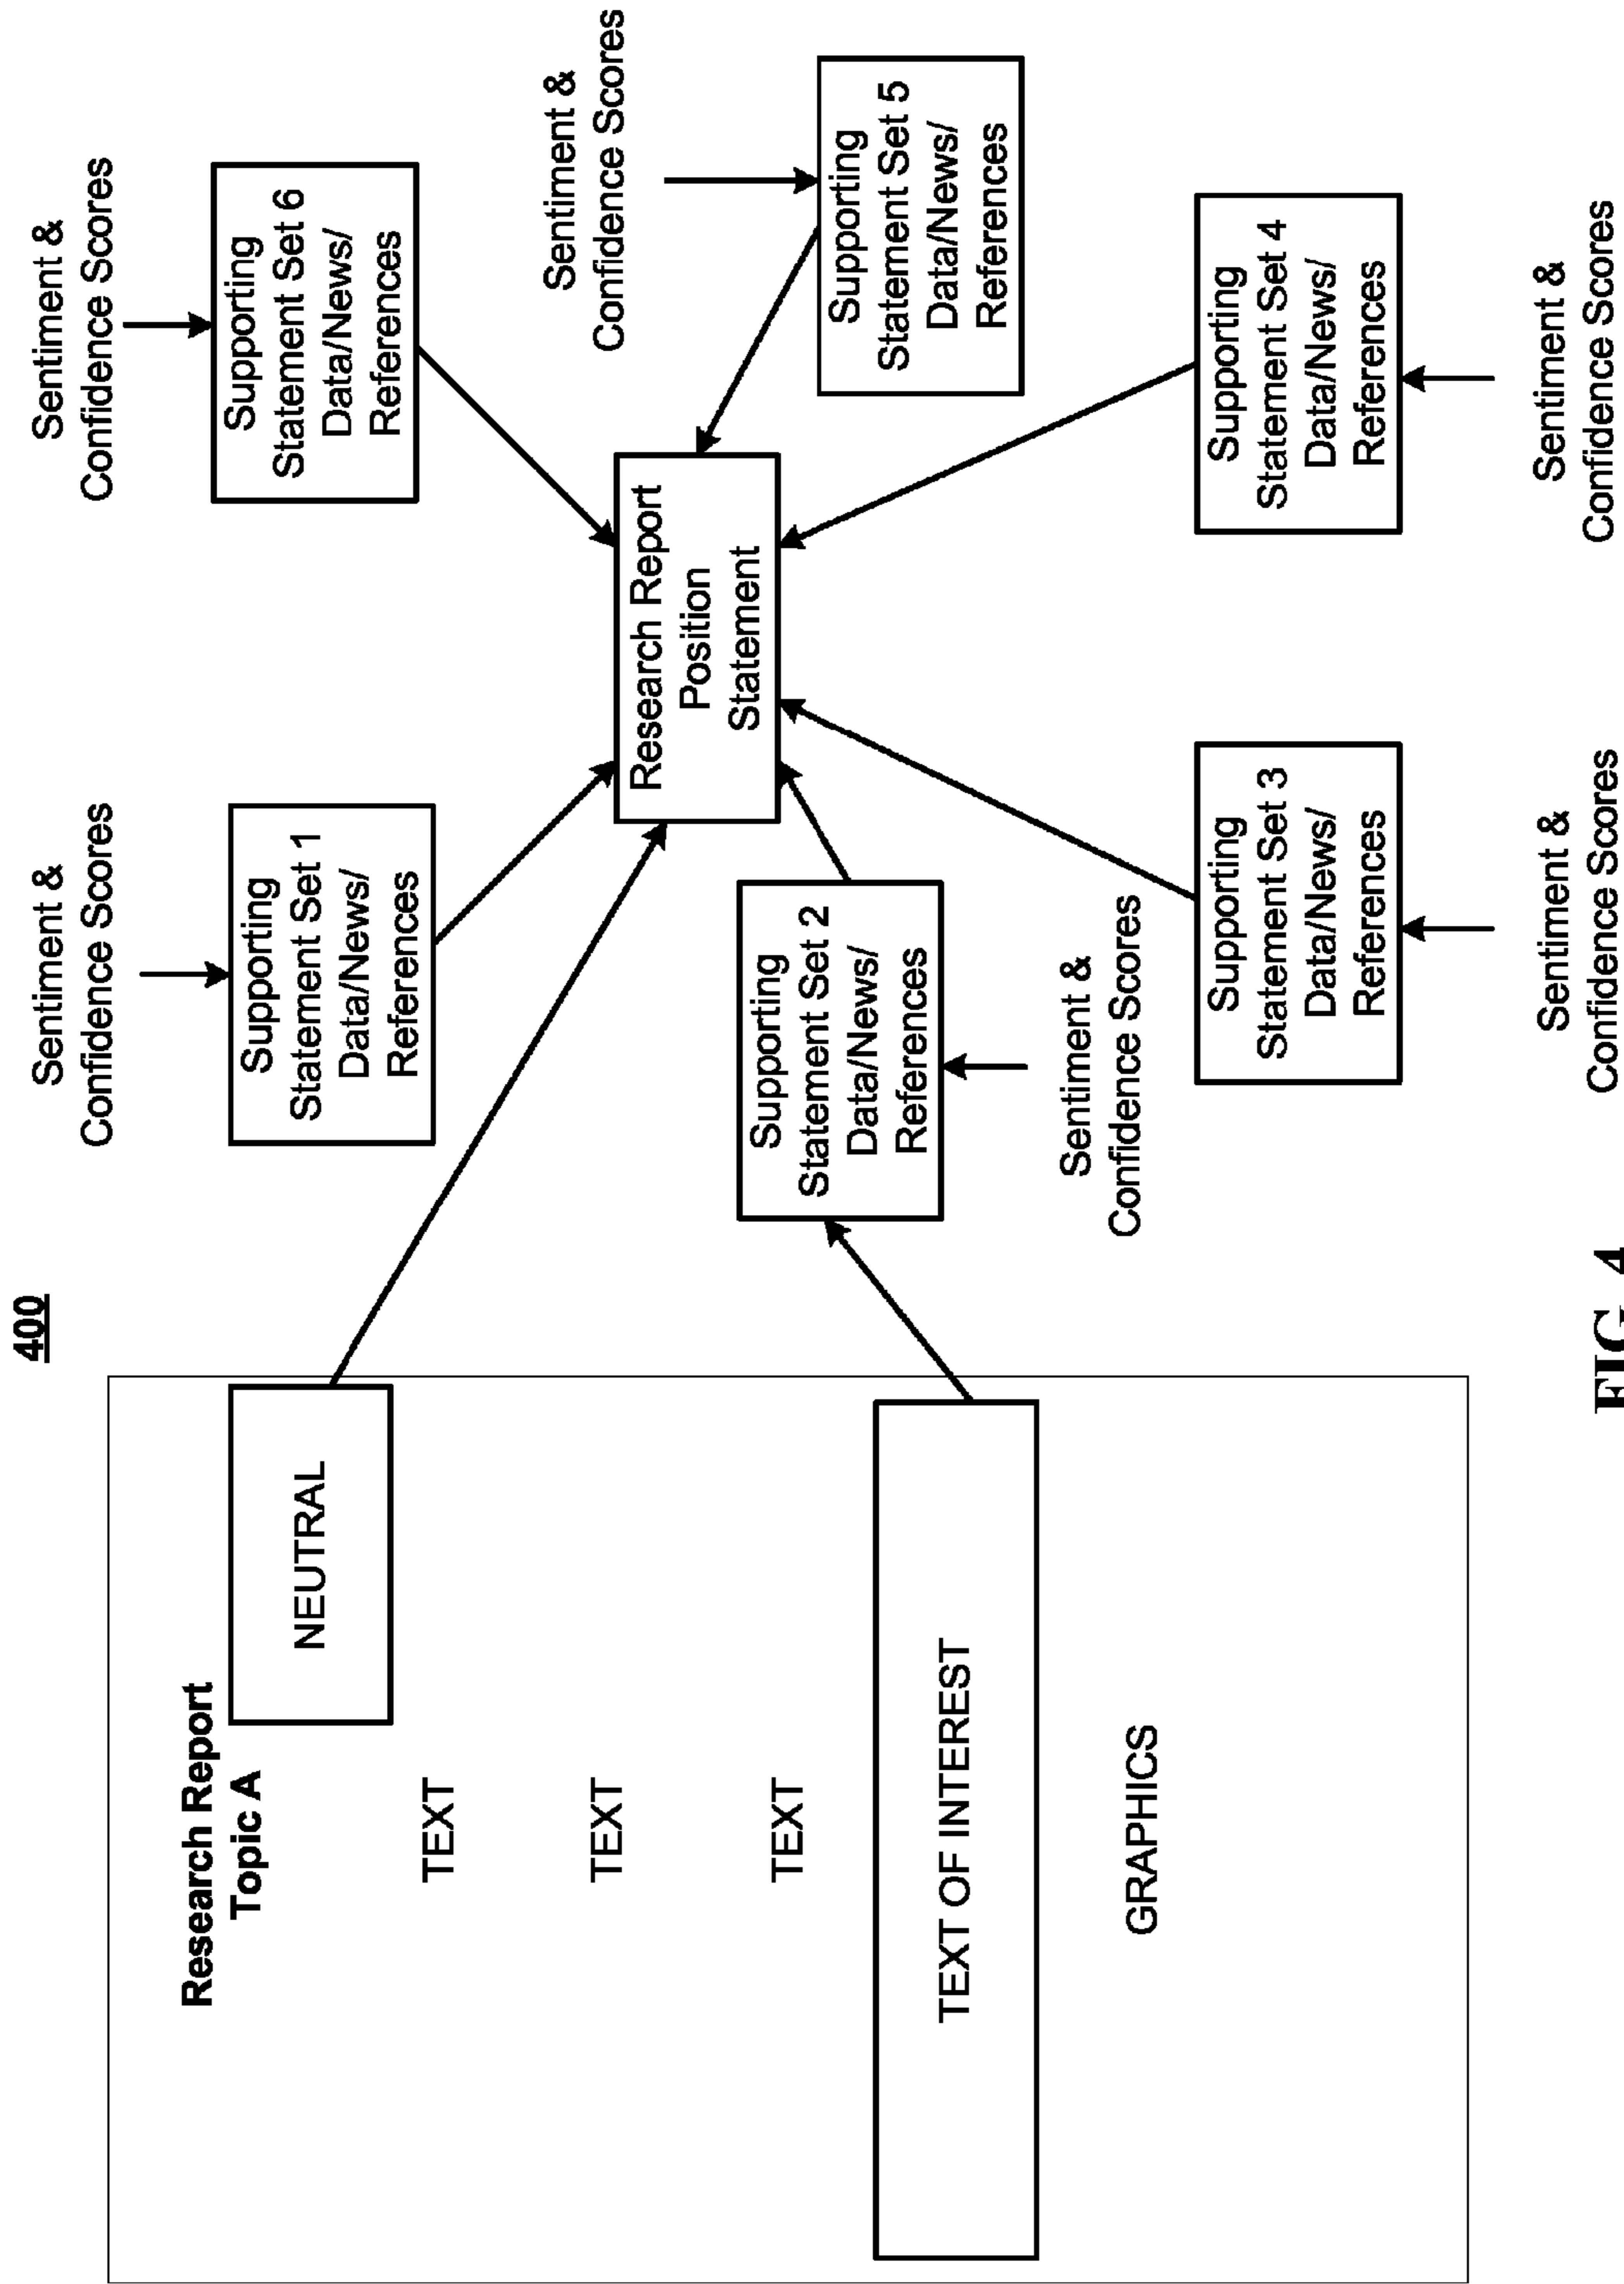 400
Research Report
Topic A
NEUTRAL
TEXT
TEXT
TEXT
TEXT OF INTEREST
GRAPHICS
Sentiment &
Confidence Scores
Supporting
Statement Set 1
Data/News/
References
Supporting
Statement Set 2
Data/News/
References
Sentiment &
Confidence Scores
Supporting
Statement Set 3
Data/News/
References
Sentiment &
Confidence Scores
Research Report
Position
Statement
Sentiment &
Confidence Scores
Supporting
Statement Set 6
Data/News/
References
Sentiment &
Confidence Scores
Supporting
Statement Set 5
Data/News/
References
Supporting
Statement Set 4
Data/News/
References
Sentiment &
Confidence Scores
FIG. 4